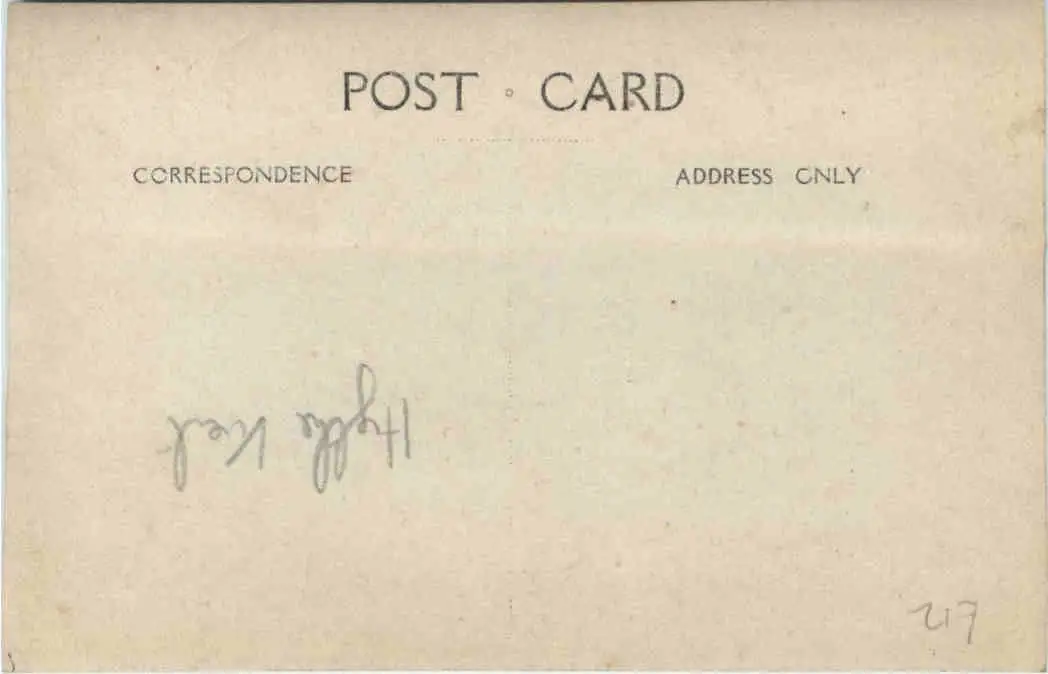 POST CARD
CORRESPONDENCE ADDRESS ONLY
Hythe Kent
217